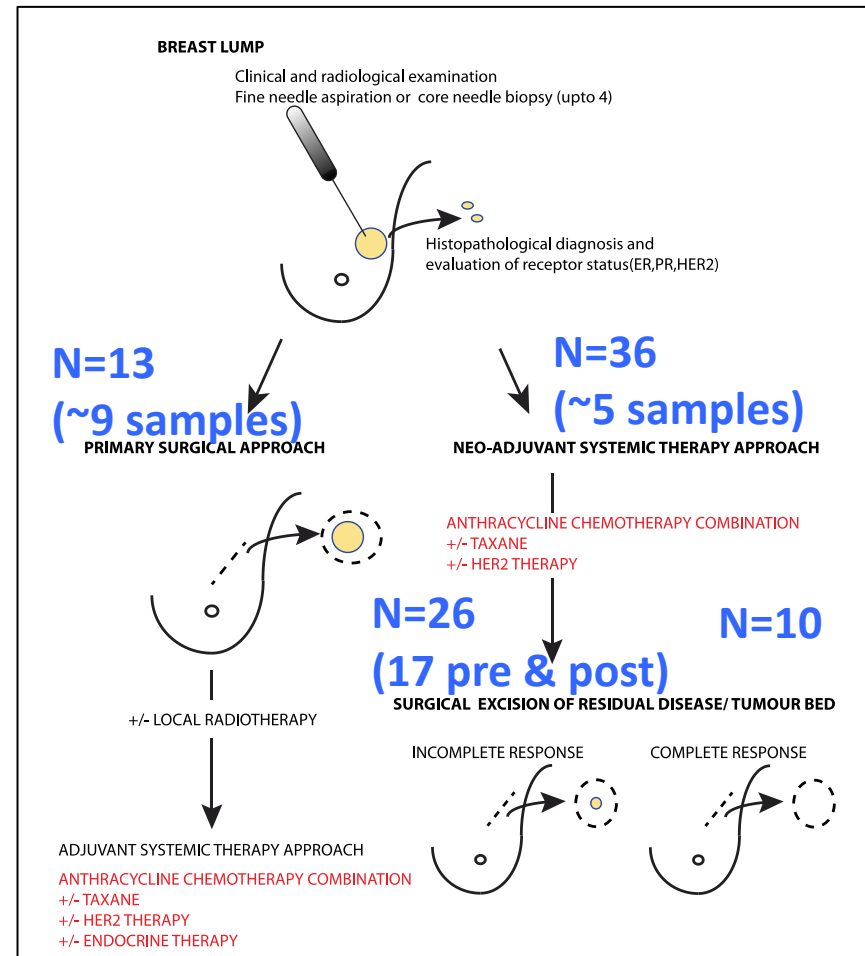 BREAST LUMP
Clinical and radiological examination
Fine needle aspiration or core needle biopsy (upto 4)
Histopathological diagnosis and
evaluation of receptor status(ER,PR,HER2)
N=13
(~9 samples)
PRIMARY SURGICAL APPROACH
N=36
(~5 samples)
NEO-ADJUVANT SYSTEMIC THERAPY APPROACH
ANTHRACYCLINE CHEMOTHERAPY COMBINATION
+/- TAXANE
+/- HER2 THERAPY
N=26
(17 pre & post)
N=10
SURGICAL EXCISION OF RESIDUAL DISEASE/ TUMOUR BED
INCOMPLETE RESPONSE
COMPLETE RESPONSE
+/- LOCAL RADIOTHERAPY
ADJUVANT SYSTEMIC THERAPY APPROACH
ANTHRACYCLINE CHEMOTHERAPY COMBINATION
+/- TAXANE
+/- HER2 THERAPY
+/- ENDOCRINE THERAPY